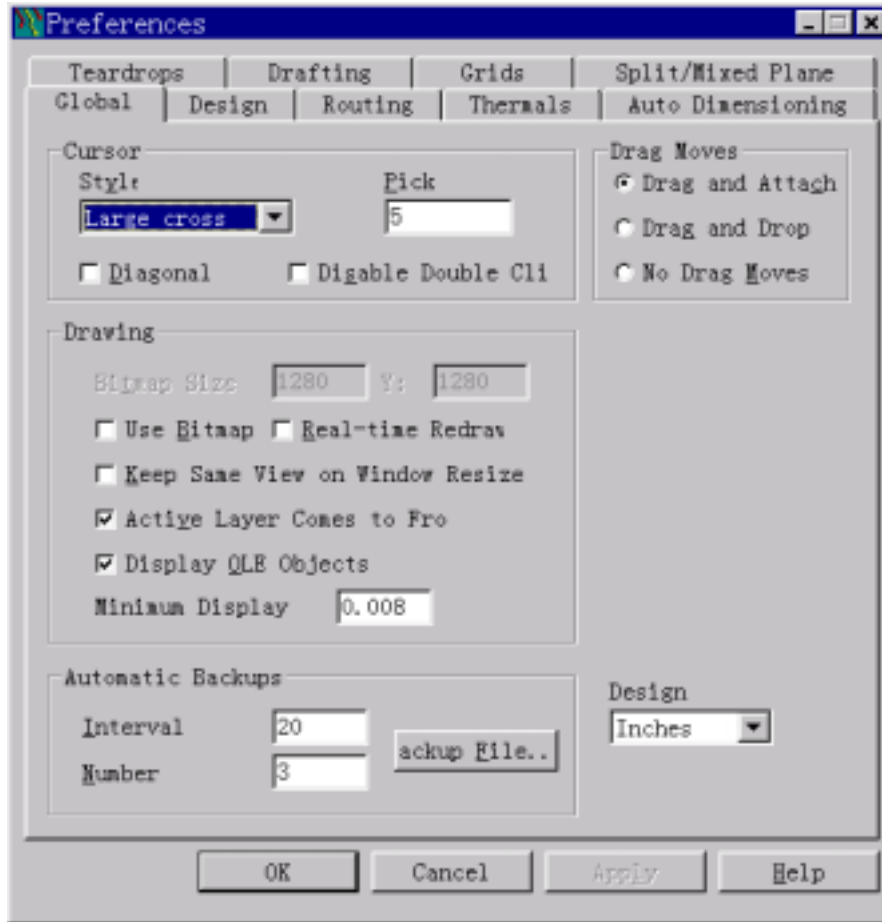 Preferences
Teardrops Drafting Grids Split/Mixed Plane
Global Design Routing Thermals Auto Dimensioning
Cursor
Style Pick
Large cross 5
Diagonal Disable Double Cli
Drag Moves
Drag and Attach
Drag and Drop
No Drag Moves
Drawing
Bitmap Size 1280 Y: 1280
Use Bitmap Real-time Redraw
Keep Same View on Window Resize
Active Layer Comes to Fro
Display OLE Objects
Minimum Display 0.008
Automatic Backups
Interval 20
Number 3
ackup File..
Design
Inches
OK Cancel Apply Help